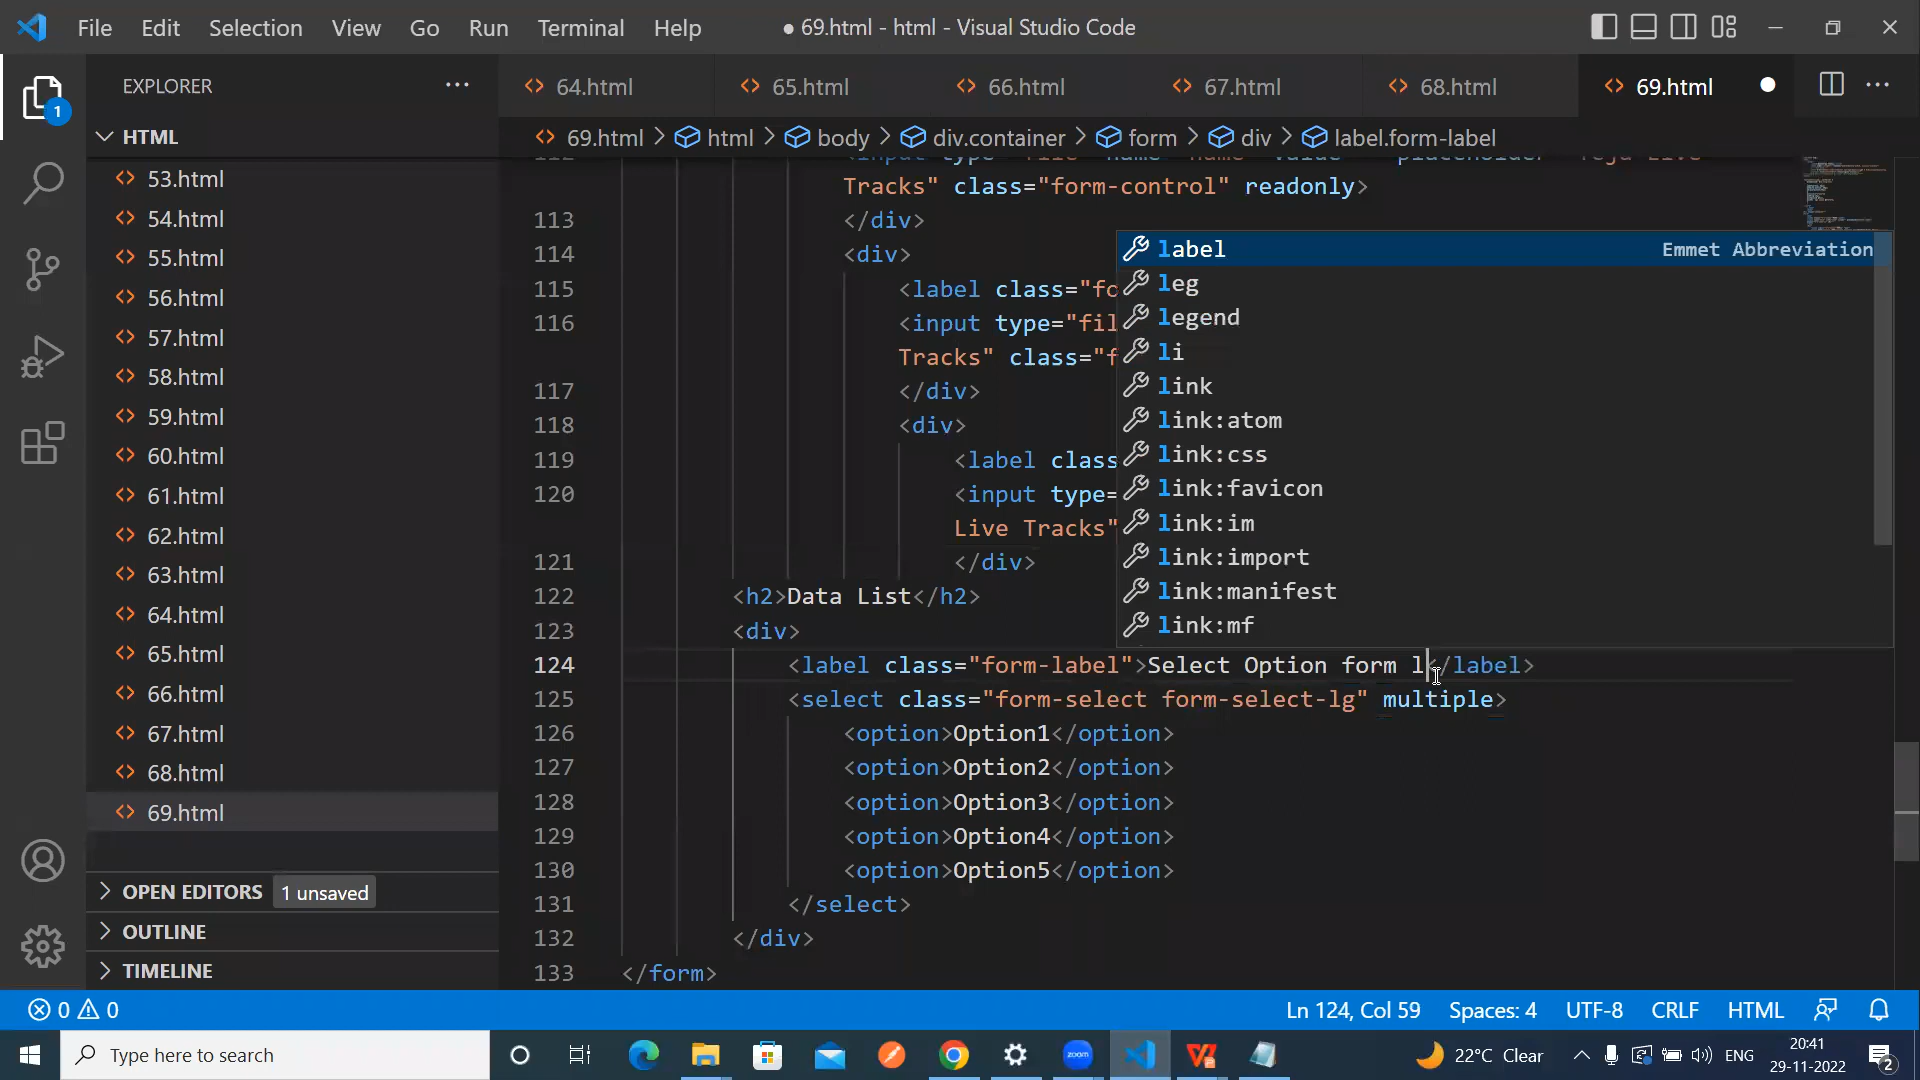 File Edit Selection View Go Run Terminal Help ● 69.html - html - Visual Studio Code
EXPLORER ···
64.html 65.html 66.html 67.html 68.html 69.html
HTML
69.html > html > body > div.container > form > div > label.form-label
53.html
54.html
55.html
56.html
57.html
58.html
59.html
60.html
61.html
62.html
63.html
64.html
65.html
66.html
67.html
68.html
69.html
OPEN EDITORS 1 unsaved
OUTLINE
TIMELINE
1
Tracks" class="form-control" readonly>
113 </div>
114 <div>
115 <label class="fo
116 <input type="fil
Tracks" class="f
117 </div>
118 <div>
119 <label class
120 <input type=
Live Tracks"
121 </div>
122 <h2>Data List</h2>
123 <div>
124 <label class="form-label">Select Option form l</label>
125 <select class="form-select form-select-lg" multiple>
126 <option>Option1</option>
127 <option>Option2</option>
128 <option>Option3</option>
129 <option>Option4</option>
130 <option>Option5</option>
131 </select>
132 </div>
133 </form>
label Emmet Abbreviation
leg
legend
li
link
link:atom
link:css
link:favicon
link:im
link:import
link:manifest
link:mf
0 0 Ln 124, Col 59 Spaces: 4 UTF-8 CRLF HTML
Type here to search
zoom
22°C Clear
ENG
20:41
29-11-2022
2